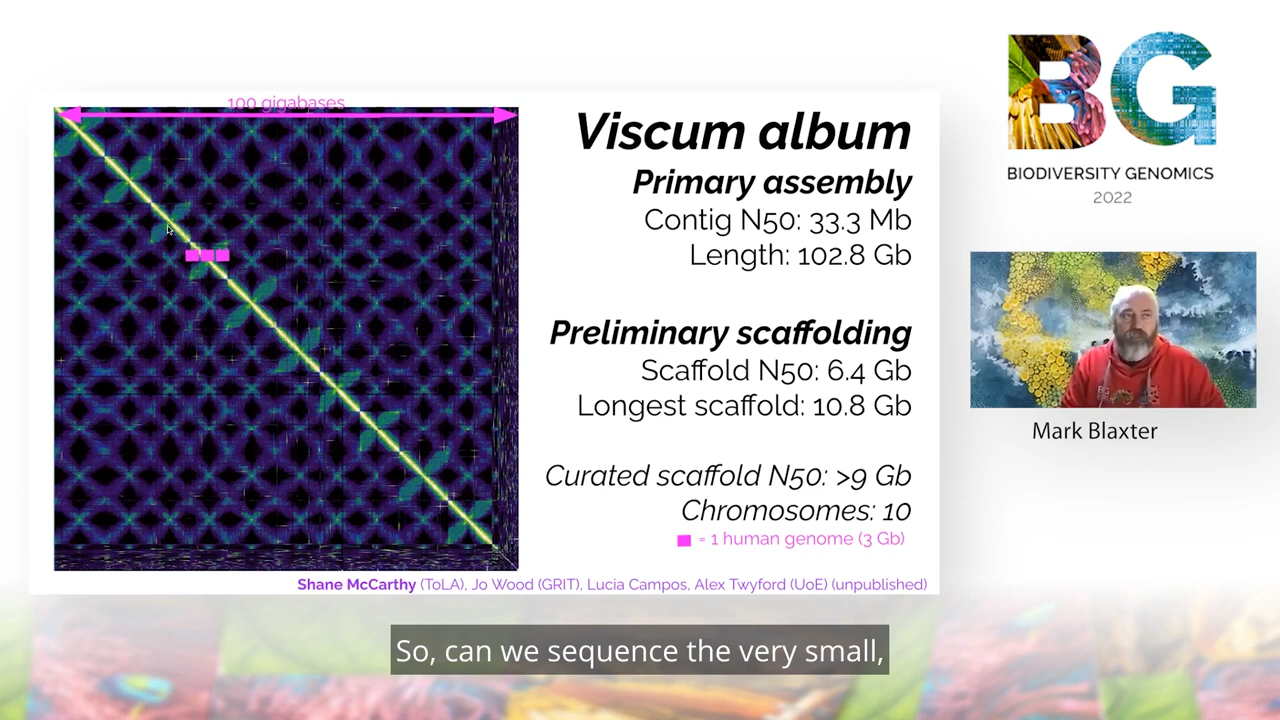 100 gigabases
Viscum album
Primary assembly
Contig N50: 33.3 Mb
Length: 102.8 Gb
Preliminary scaffolding
Scaffold N50: 6.4 Gb
Longest scaffold: 10.8 Gb
Curated scaffold N50: >9 Gb
Chromosomes: 10
= 1 human genome (3 Gb)
Shane McCarthy (ToLA), Jo Wood (GRIT), Lucia Campos, Alex Twyford (UoE) (unpublished)
BG
BIODIVERSITY GENOMICS
2022
Mark Blaxter
So, can we sequence the very small,